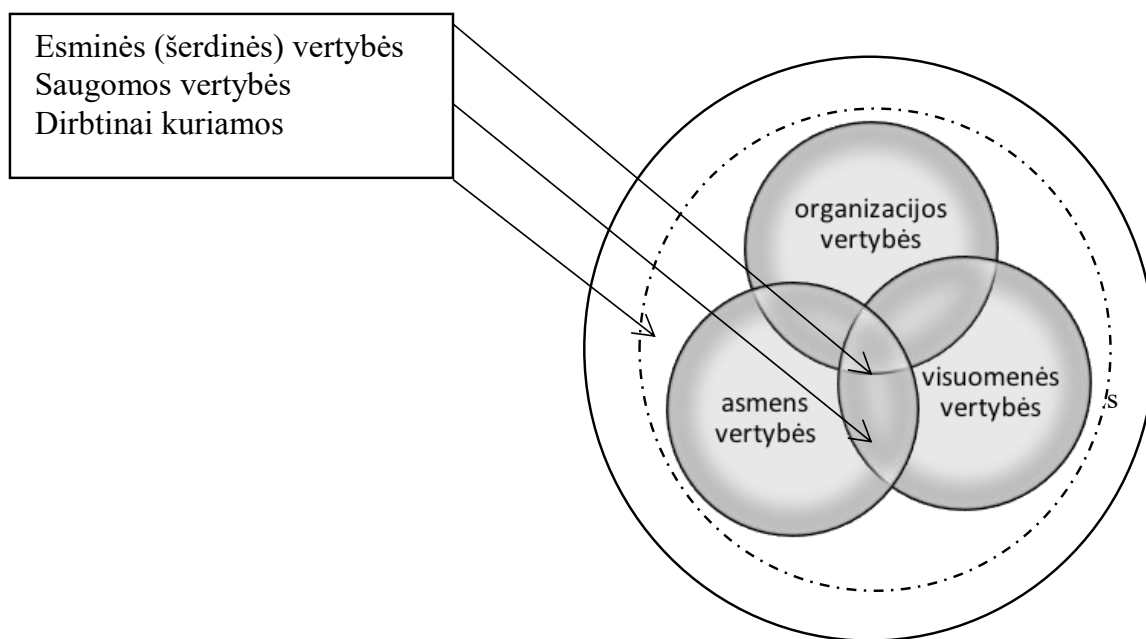 Esminės (šerdinės) vertybės
Saugomos vertybės
Dirbtinai kuriamos
organizacijos
vertybės
asmens
vertybės
visuomenės
vertybės
s